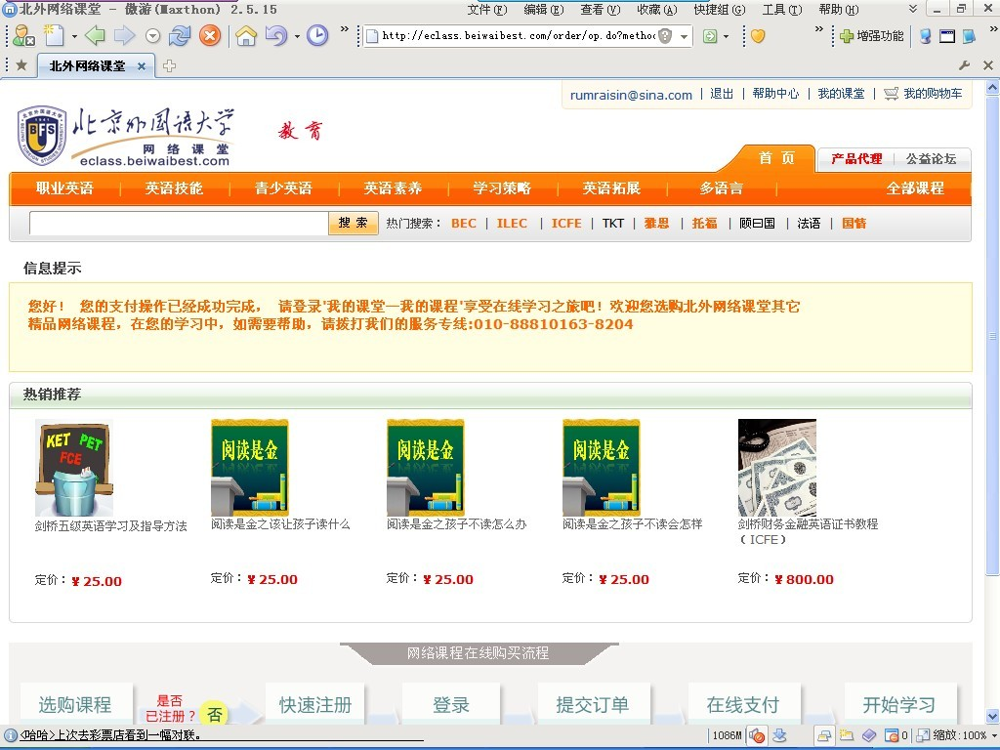 北外网络课堂 - 傲游(Maxthon) 2.5.15
文件(F) 编辑(E) 查看(V) 收藏(A) 快捷组(G) 工具(T) 帮助(H)
http://eclass.beiwaibest.com/order/op.do?method
增强功能
北外网络课堂
rumraisin@sina.com | 退出 | 帮助中心 | 我的课堂 | 我的购物车
北京外国语大学
网络课堂
eclass.beiwaibest.com
教育
BFS
首 页 产品代理 | 公益论坛
职业英语 英语技能 青少英语 英语素养 学习策略 英语拓展 多语言 全部课程
搜 索 热门搜索： BEC | ILEC | ICFE | TKT | 雅思 | 托福 | 顾曰国 | 法语 | 国情
信息提示
您好！ 您的支付操作已经成功完成， 请登录'我的课堂—我的课程'享受在线学习之旅吧！欢迎您选购北外网络课堂其它
精品网络课程，在您的学习中，如需要帮助，请拨打我们的服务专线:010-88810163-8204
热销推荐
KET PET
FCE
阅读是金 阅读是金 阅读是金
剑桥五级英语学习及指导方法 阅读是金之该让孩子读什么 阅读是金之孩子不读怎么办 阅读是金之孩子不读会怎样 剑桥财务金融英语证书教程
（ICFE）
定价：￥25.00 定价：￥25.00 定价：￥25.00 定价：￥25.00 定价：￥800.00
网络课程在线购买流程
选购课程 是否
已注册？ 否 快速注册 登录 提交订单 在线支付 开始学习
<哈哈>上次去彩票店看到一幅对联。 1086M 0 缩放:100%